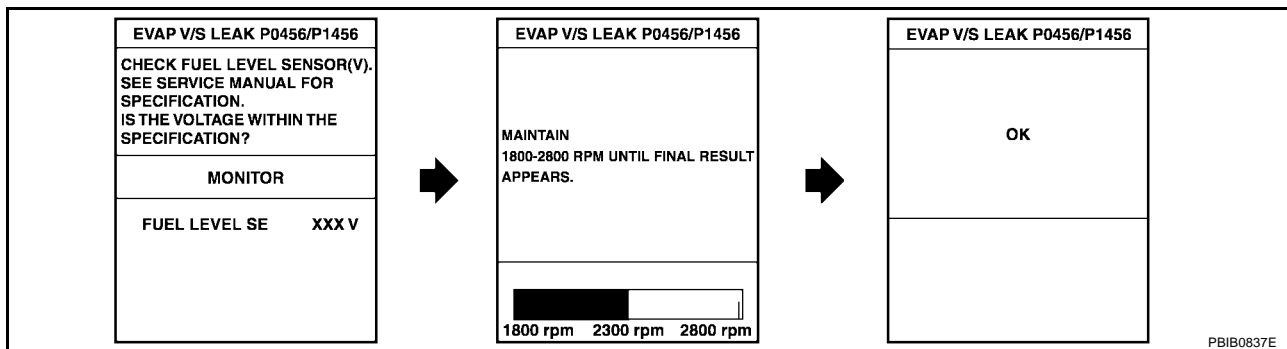 EVAP V/S LEAK P0456/P1456
CHECK FUEL LEVEL SENSOR(V).
SEE SERVICE MANUAL FOR
SPECIFICATION.
IS THE VOLTAGE WITHIN THE
SPECIFICATION?
MONITOR
FUEL LEVEL SE XXX V
EVAP V/S LEAK P0456/P1456
MAINTAIN
1800-2800 RPM UNTIL FINAL RESULT
APPEARS.
1800 rpm 2300 rpm 2800 rpm
EVAP V/S LEAK P0456/P1456
OK
PBIB0837E